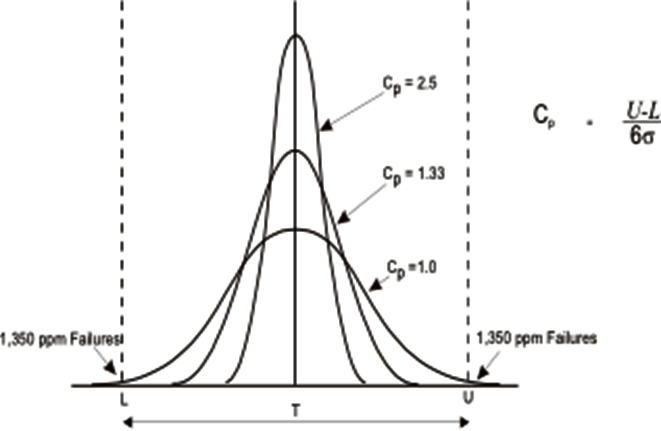 Cp = 2.5
Cp = U-L
6σ
Cp = 1.33
Cp =1.0
1,350 ppm Failures
1,350 ppm Failures
L
T
U